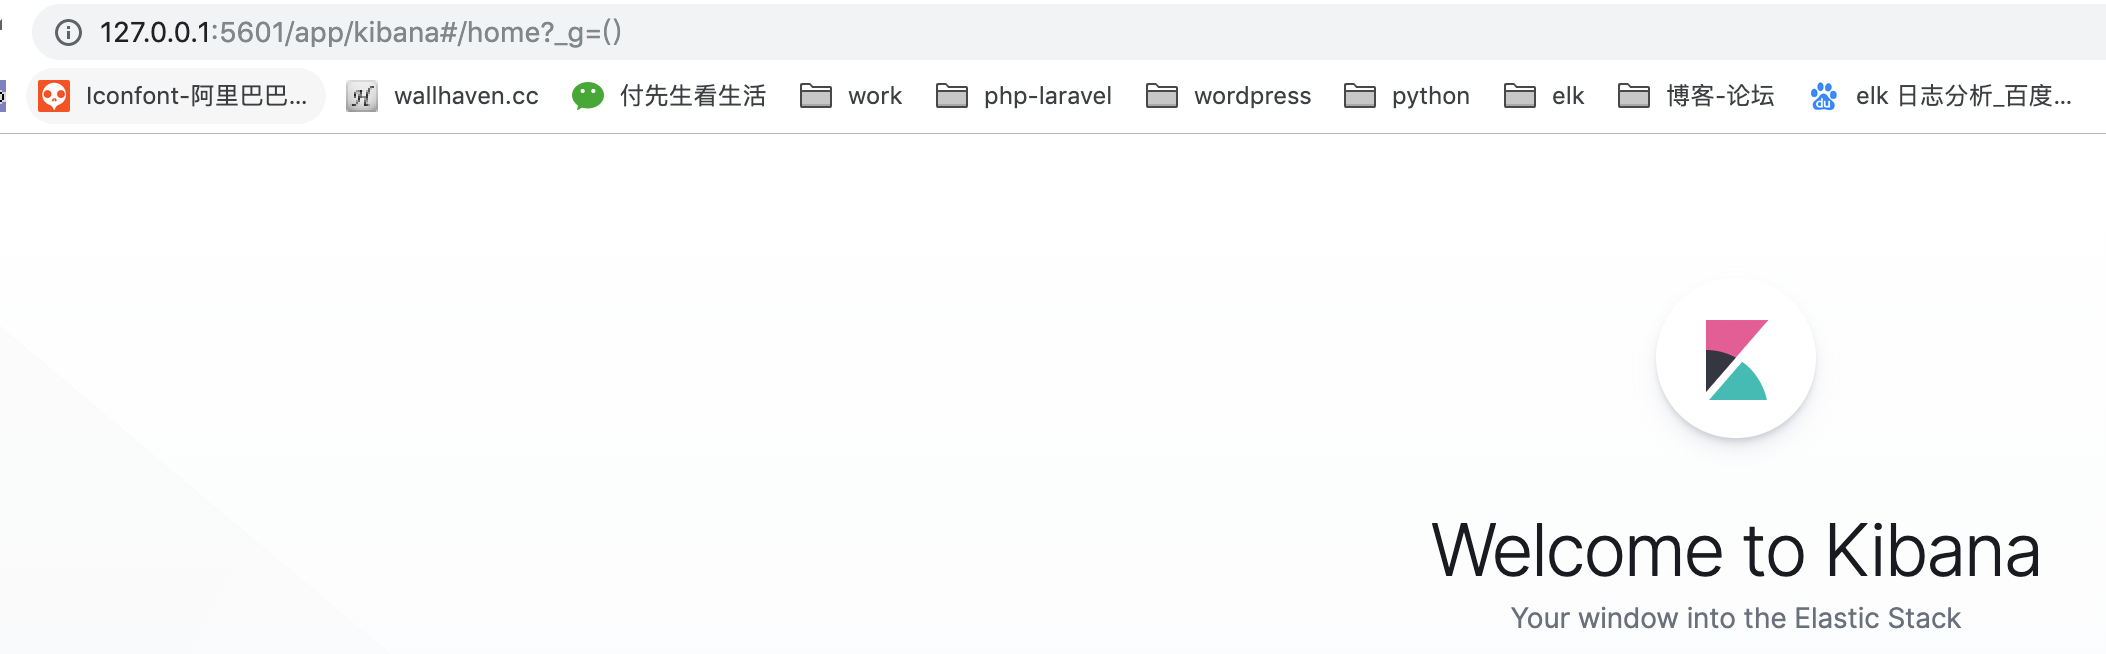 127.0.0.1:5601/app/kibana#/home?_g=()
Iconfont-阿里巴巴... wallhaven.cc 付先生看生活 work php-laravel wordpress python elk 博客-论坛 elk 日志分析_百度...
Welcome to Kibana
Your window into the Elastic Stack